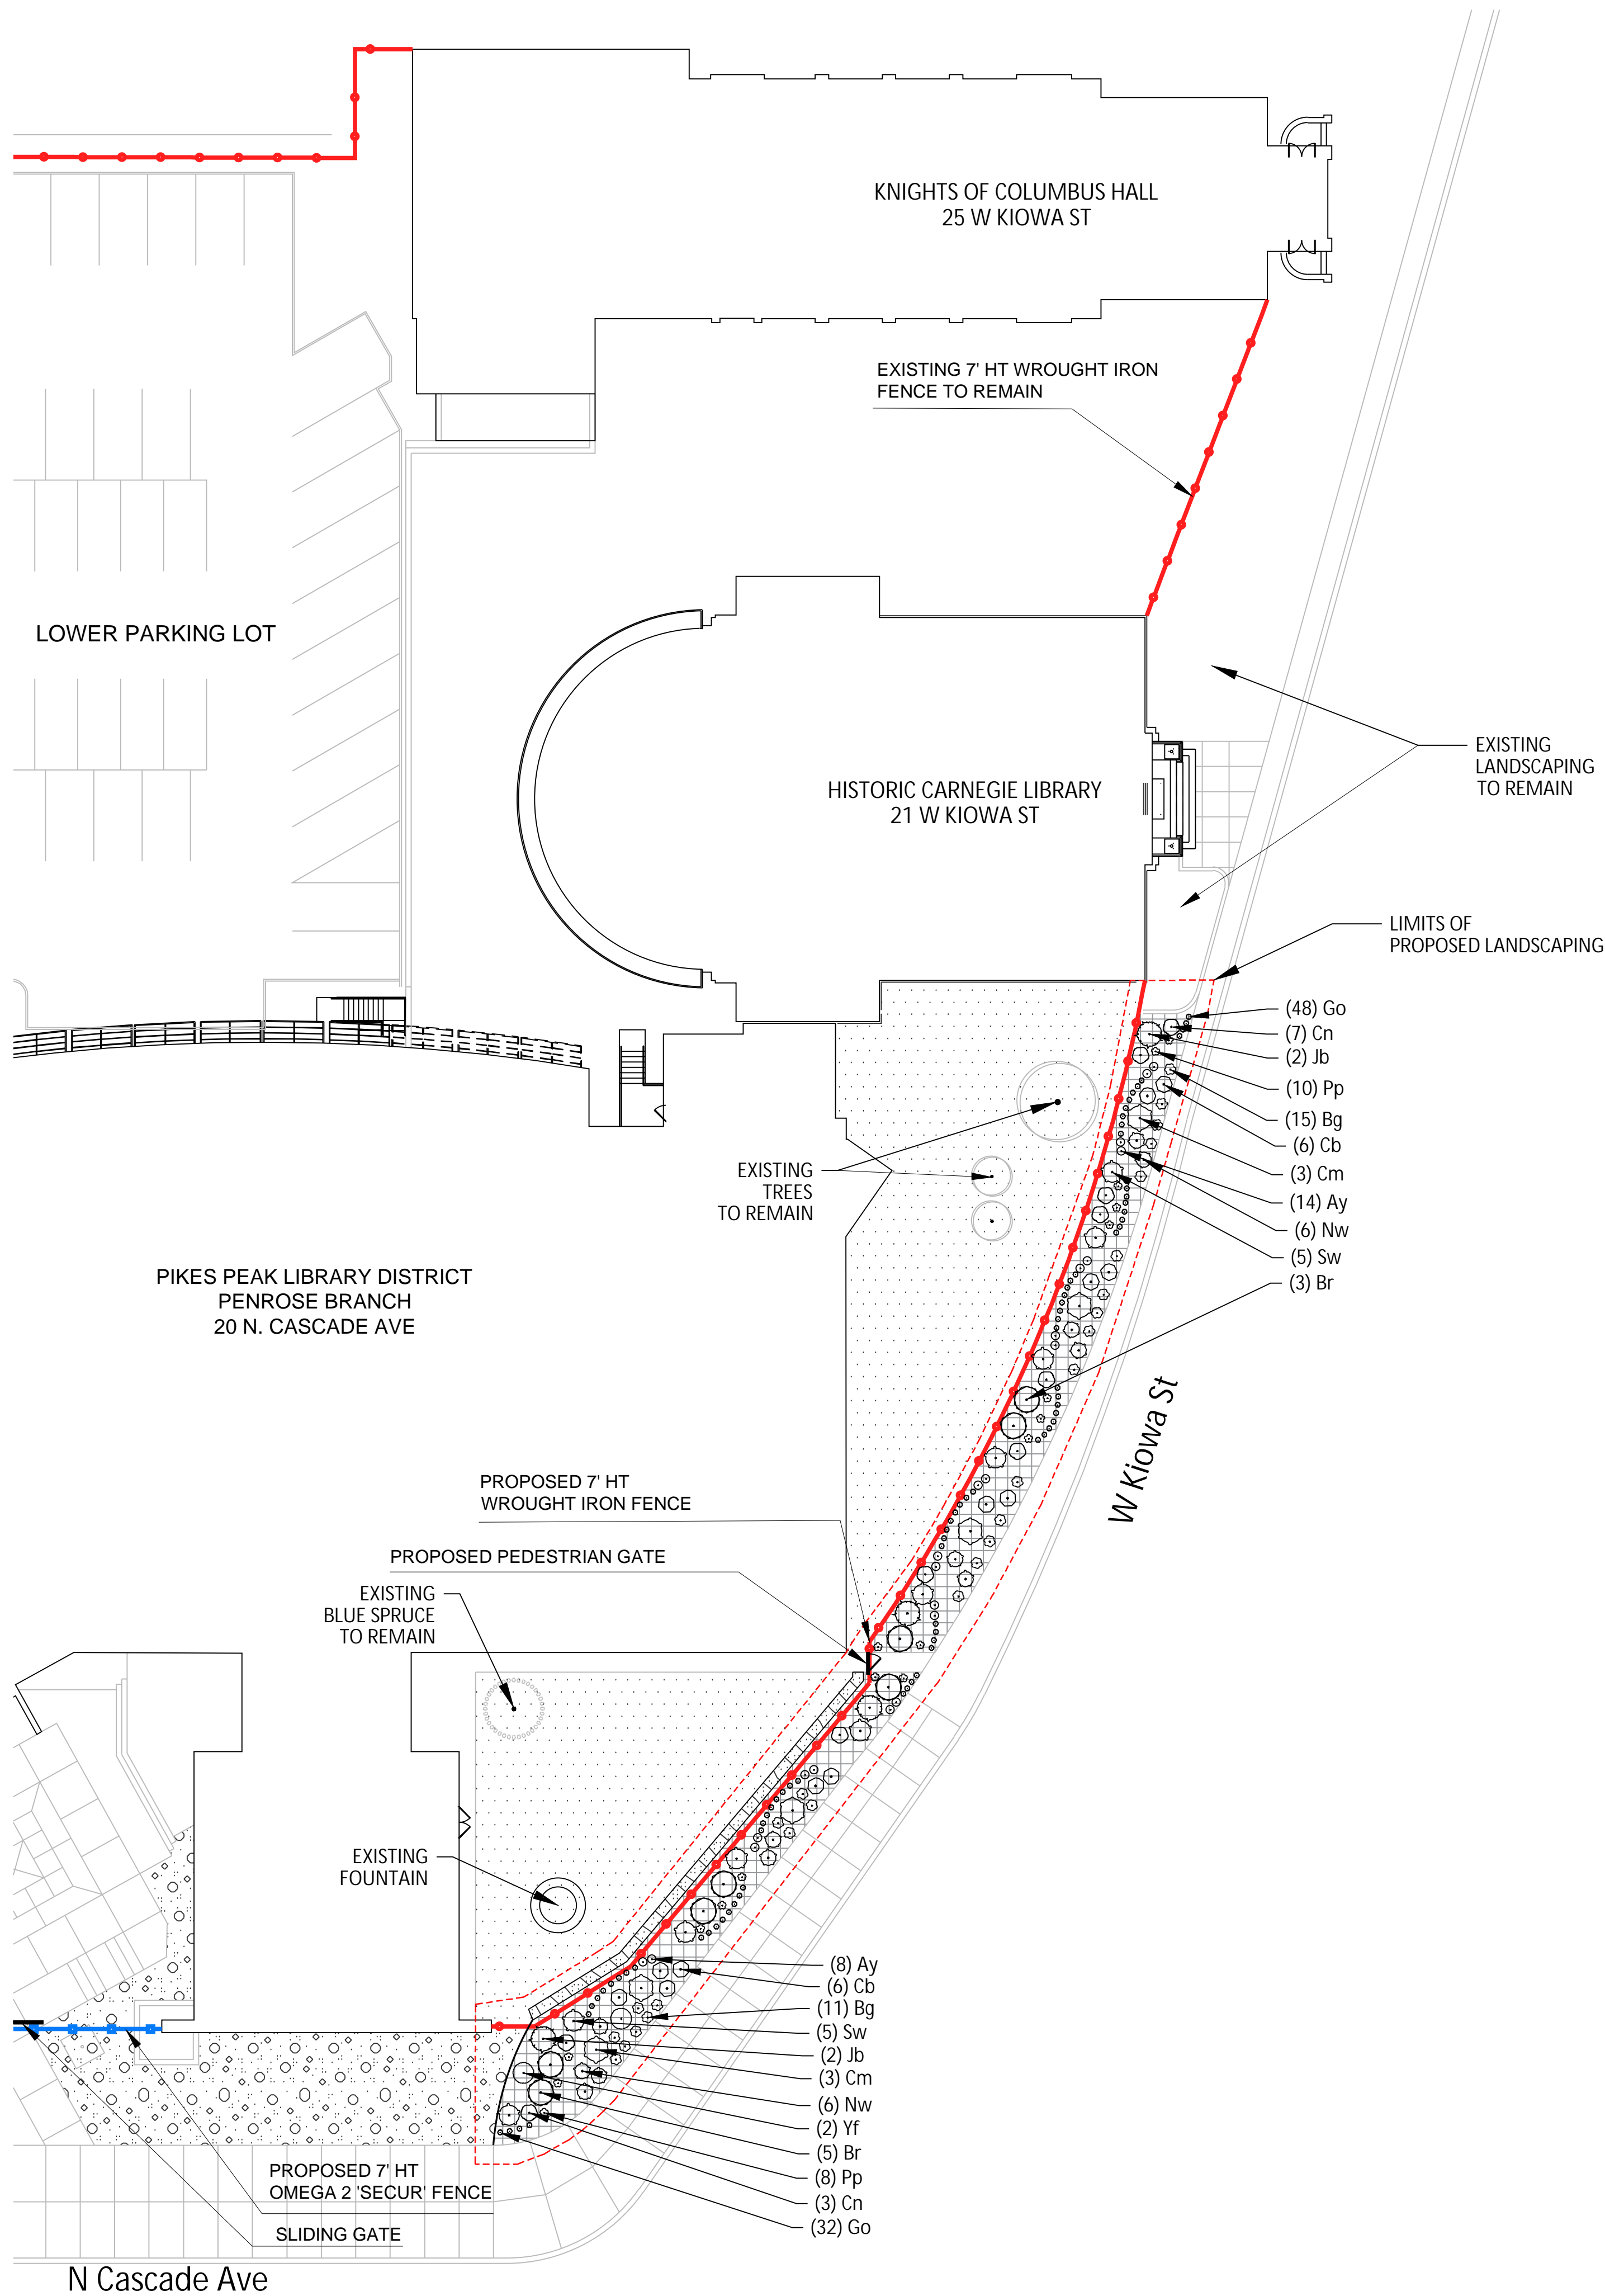 KNIGHTS OF COLUMBUS HALL
25 W KIOWA ST
EXISTING 7' HT WROUGHT IRON
FENCE TO REMAIN
LOWER PARKING LOT
EXISTING
LANDSCAPING
TO REMAIN
HISTORIC CARNEGIE LIBRARY
21 W KIOWA ST
LIMITS OF
PROPOSED LANDSCAPING
(48) Go
(7) Cn
(2) Jb
(10) Pp
(15) Bg
(6) Cb
(3) Cm
(14) Ay
(6) Nw
(5) Sw
(3) Br
EXISTING
TREES
TO REMAIN
PIKES PEAK LIBRARY DISTRICT
PENROSE BRANCH
20 N. CASCADE AVE
W Kiowa St
PROPOSED 7' HT
WROUGHT IRON FENCE
PROPOSED PEDESTRIAN GATE
EXISTING
BLUE SPRUCE
TO REMAIN
EXISTING
FOUNTAIN
(8) Ay
(6) Cb
(11) Bg
(5) Sw
(2) Jb
(3) Cm
(6) Nw
(2) Yf
(5) Br
(8) Pp
(3) Cn
(32) Go
PROPOSED 7' HT
OMEGA 2 'SECUR' FENCE
SLIDING GATE
N Cascade Ave